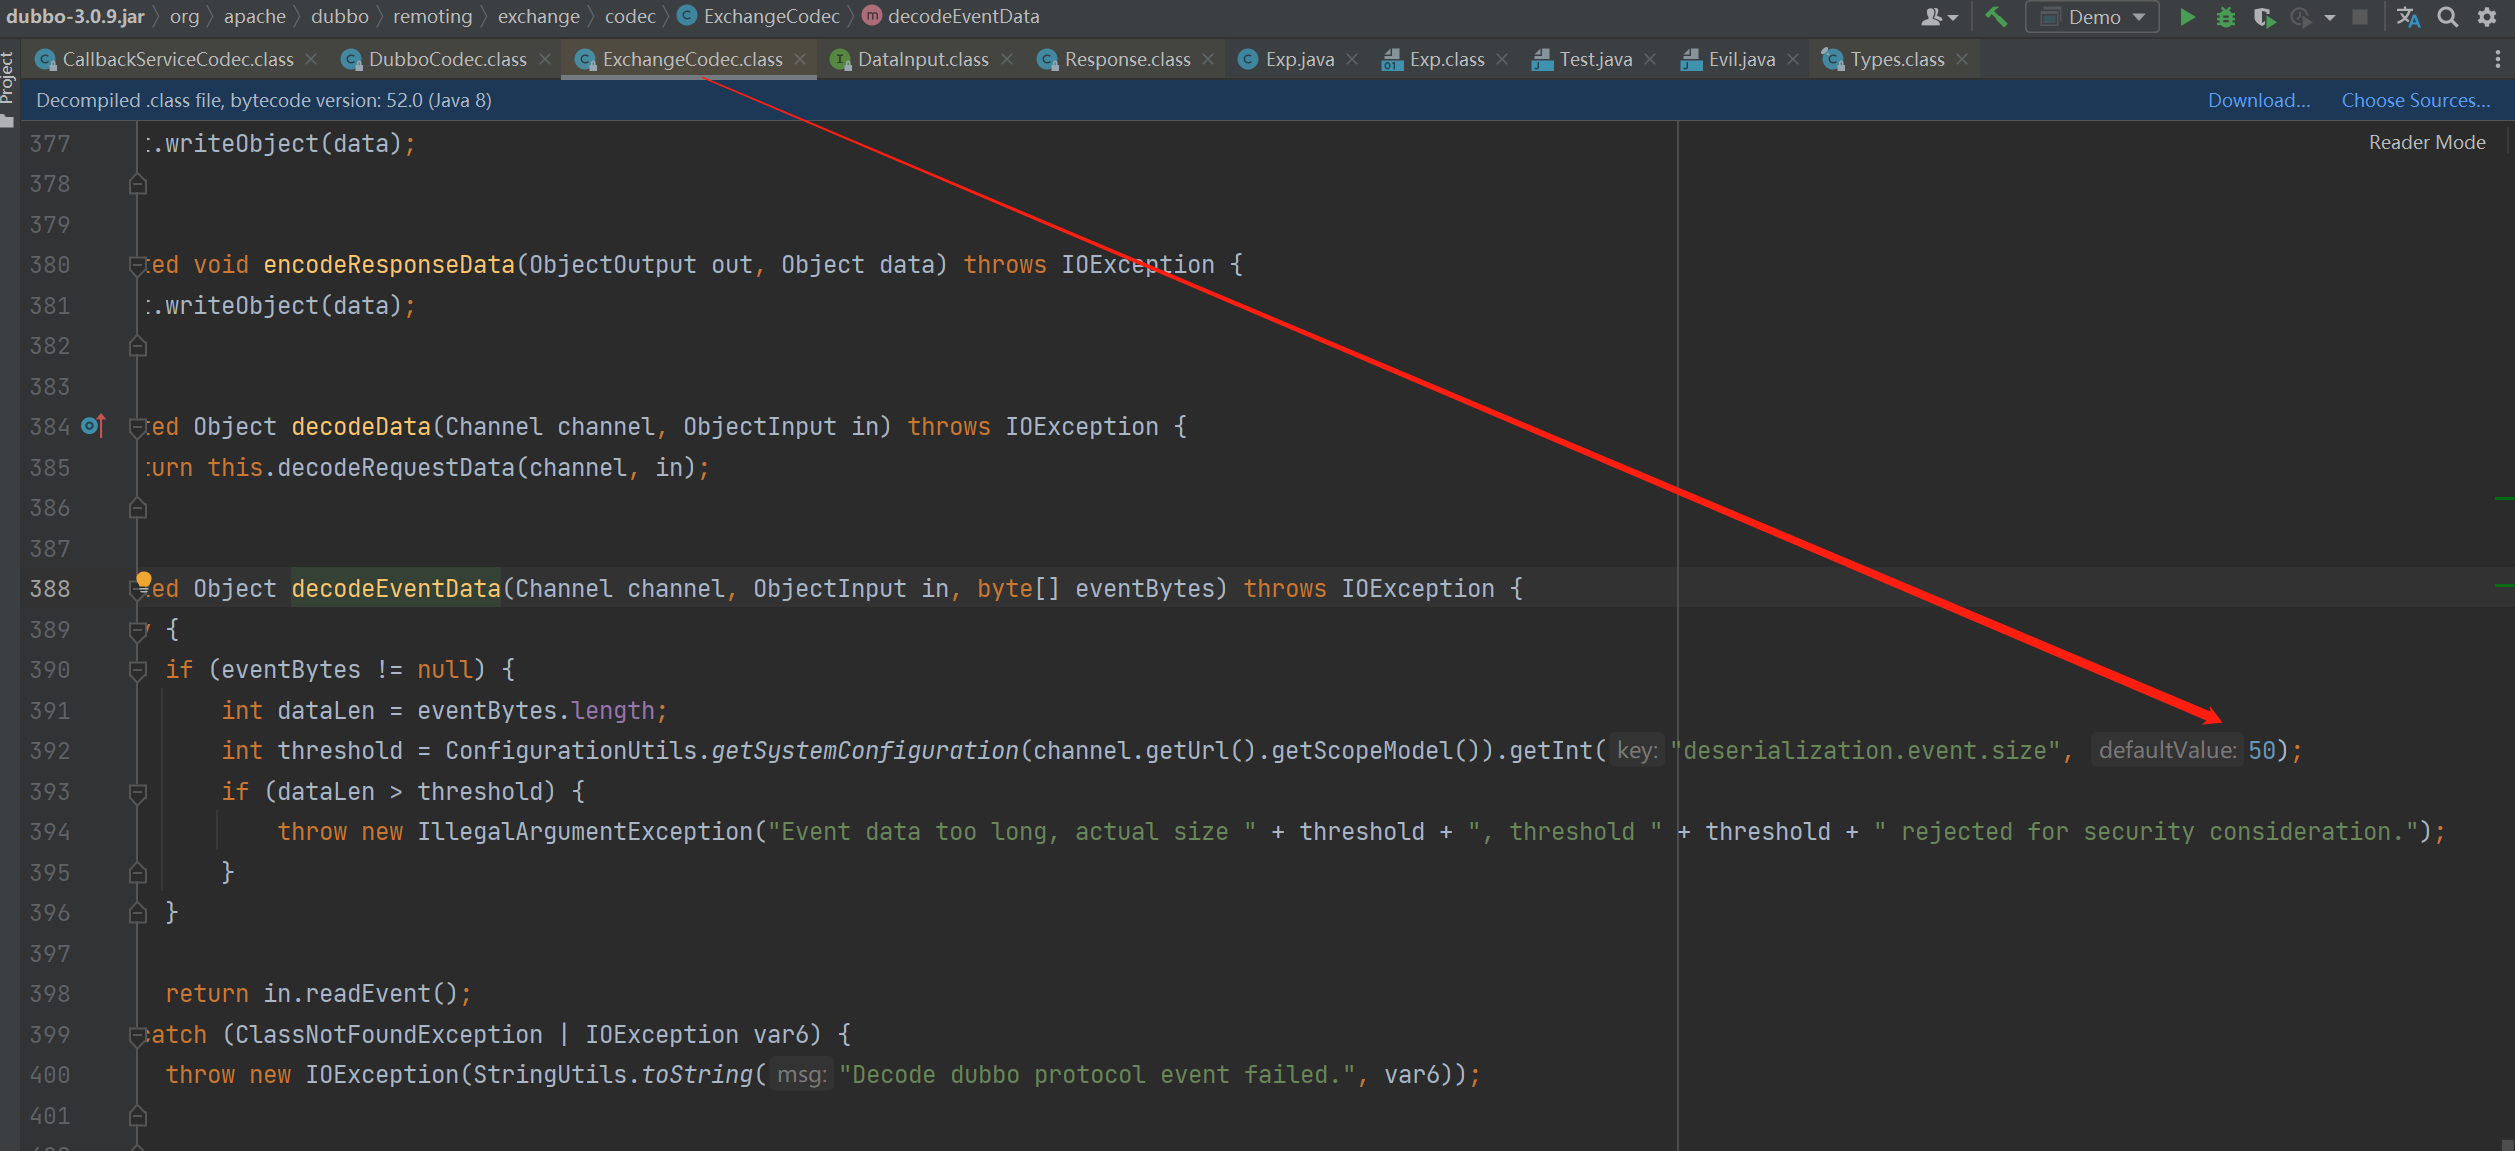 dubbo-3.0.9.jar org apache dubbo remoting exchange codec ExchangeCodec decodeEventData Demo
CallbackServiceCodec.class DubboCodec.class ExchangeCodec.class DataInput.class Response.class Exp.java Exp.class Test.java Evil.java Types.class
Project
Decompiled .class file, bytecode version: 52.0 (Java 8) Download... Choose Sources...
Reader Mode
377 t.writeObject(data);
378
379
380 ted void encodeResponseData(ObjectOutput out, Object data) throws IOException {
381 t.writeObject(data);
382
383
384 ted Object decodeData(Channel channel, ObjectInput in) throws IOException {
385 turn this.decodeRequestData(channel, in);
386
387
388 ted Object decodeEventData(Channel channel, ObjectInput in, byte[] eventBytes) throws IOException {
389 {
390 if (eventBytes != null) {
391 int dataLen = eventBytes.length;
392 int threshold = ConfigurationUtils.getSystemConfiguration(channel.getUrl().getScopeModel()).getInt( key: "deserialization.event.size", defaultValue: 50);
393 if (dataLen > threshold) {
394 throw new IllegalArgumentException("Event data too long, actual size " + threshold + ", threshold " + threshold + " rejected for security consideration.");
395 }
396 }
397
398 return in.readEvent();
399 catch (ClassNotFoundException | IOException var6) {
400 throw new IOException(StringUtils.toString( msg: "Decode dubbo protocol event failed.", var6));
401